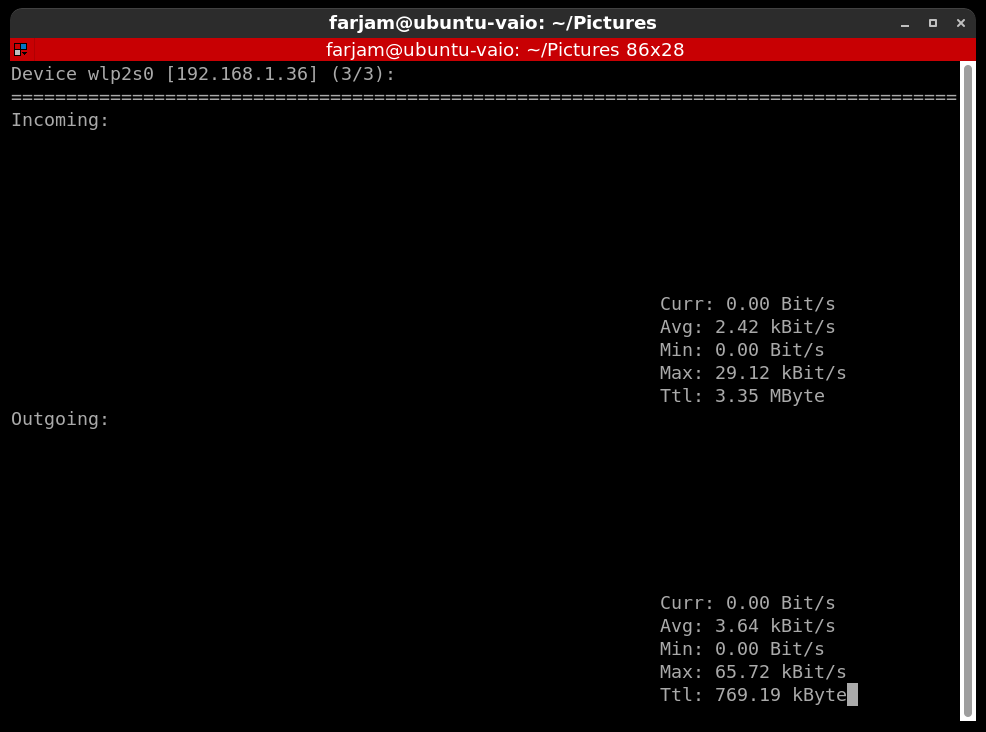 farjam@ubuntu-vaio: ~/Pictures
farjam@ubuntu-vaio: ~/Pictures 86x28
Device wlp2s0 [192.168.1.36] (3/3):
======================================================================================
Incoming:
Curr: 0.00 Bit/s
Avg: 2.42 kBit/s
Min: 0.00 Bit/s
Max: 29.12 kBit/s
Ttl: 3.35 MByte
Outgoing:
Curr: 0.00 Bit/s
Avg: 3.64 kBit/s
Min: 0.00 Bit/s
Max: 65.72 kBit/s
Ttl: 769.19 kByte